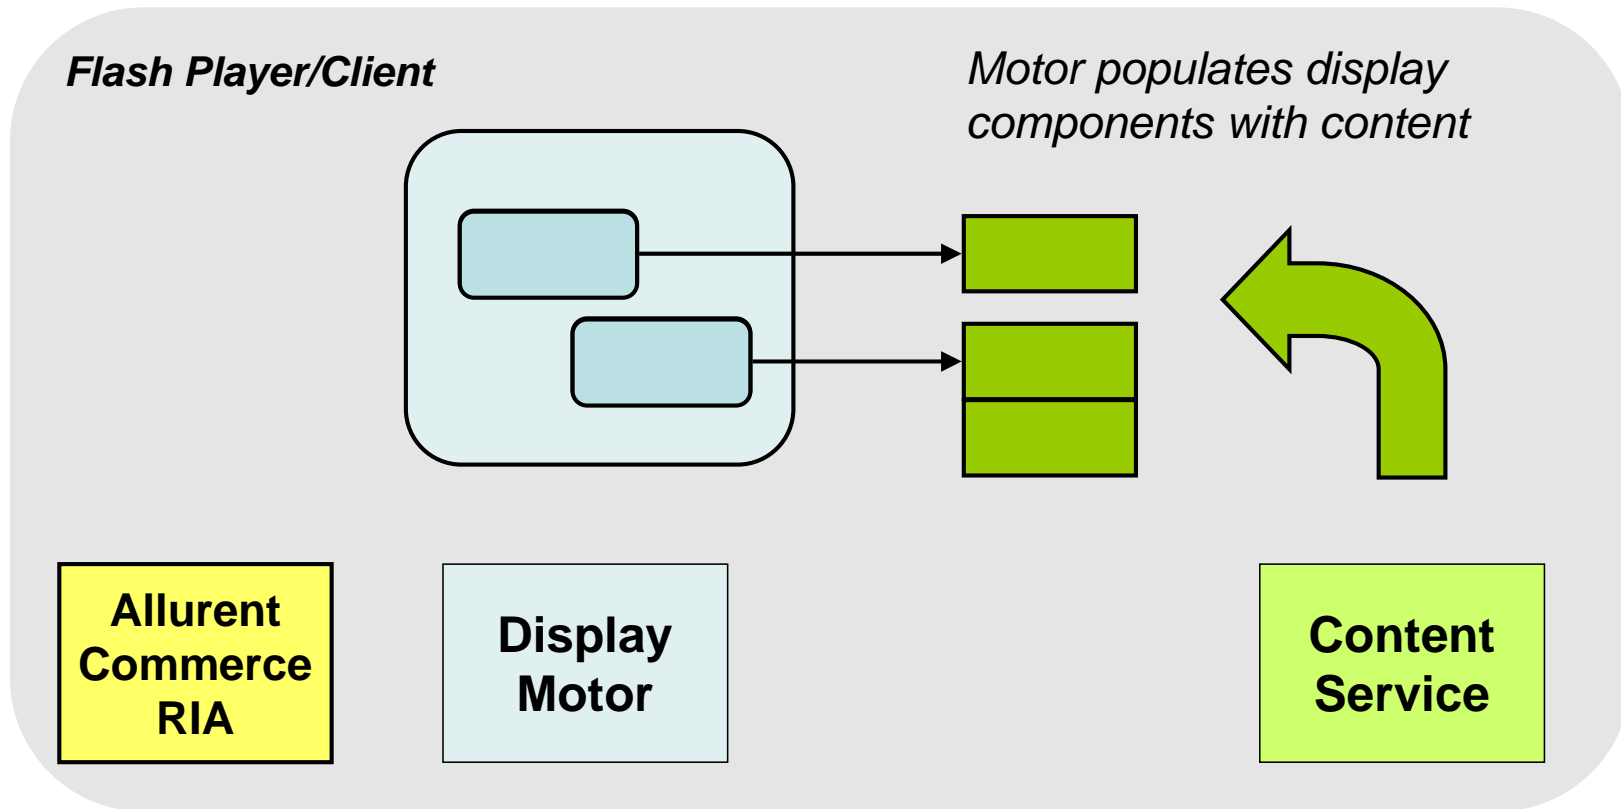 Flash Player/Client
Motor populates display
components with content
Allurent
Commerce
RIA
Display
Motor
Content
Service